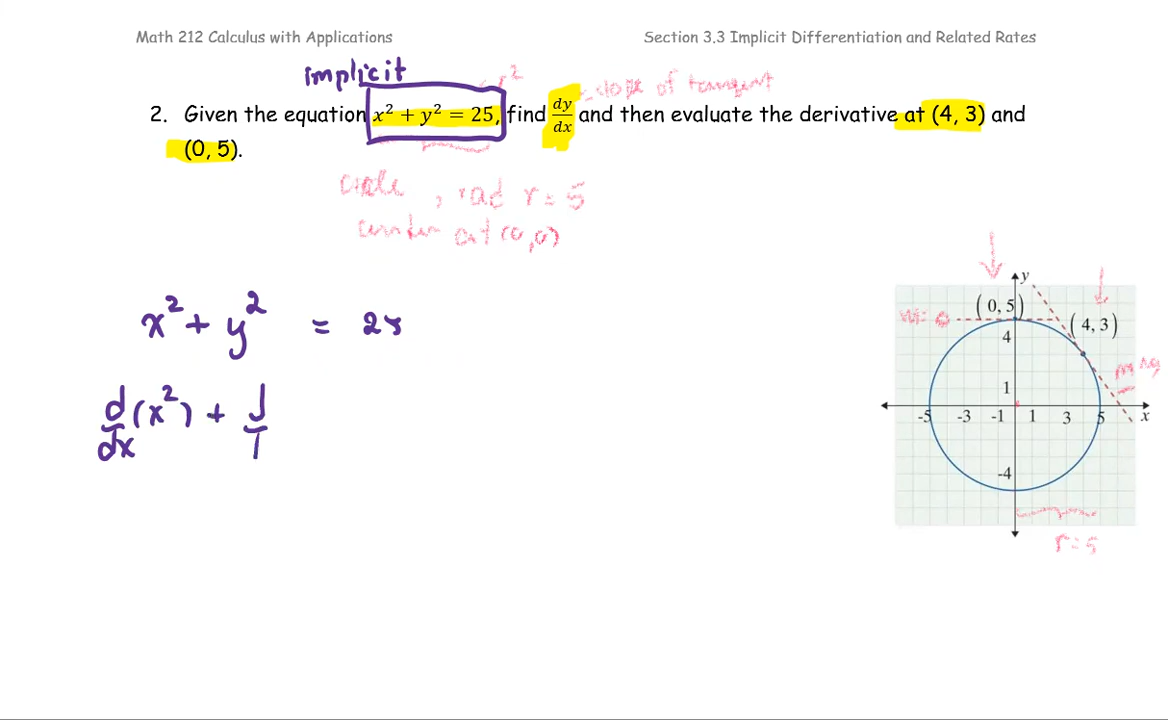 Math 212 Calculus with Applications
Section 3.3 Implicit Differentiation and Related Rates
implicit
r²
slope of tangent
2. Given the equation x² + y² = 25, find dy/dx and then evaluate the derivative at (4, 3) and
(0, 5).
circle, rad r = 5
center at (0,0)
x² + y² = 25
d/dx (x²) +
y
(0, 5)
m = 0
(4, 3)
4
m neg
1
-5 -3 -1 1 3 5 x
-4
r = 5